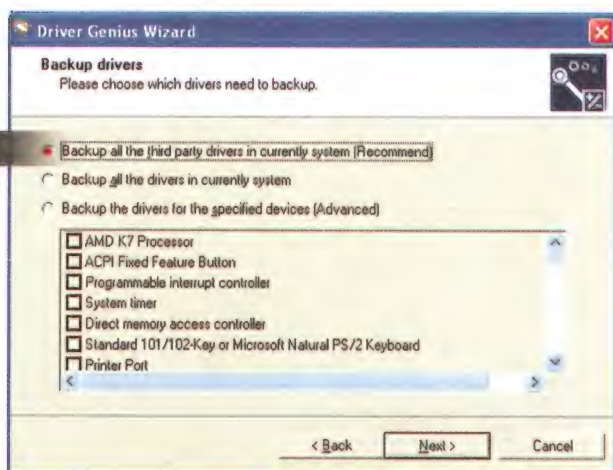 Driver Genius Wizard
Backup drivers
Please choose which drivers need to backup.
Backup all the third party drivers in currently system (Recommend)
Backup all the drivers in currently system
Backup the drivers for the specified devices (Advanced)
AMD K7 Processor
ACPI Fixed Feature Button
Programmable interrupt controller
System timer
Direct memory access controller
Standard 101/102-Key or Microsoft Natural PS/2 Keyboard
Printer Port
< Back
Next >
Cancel